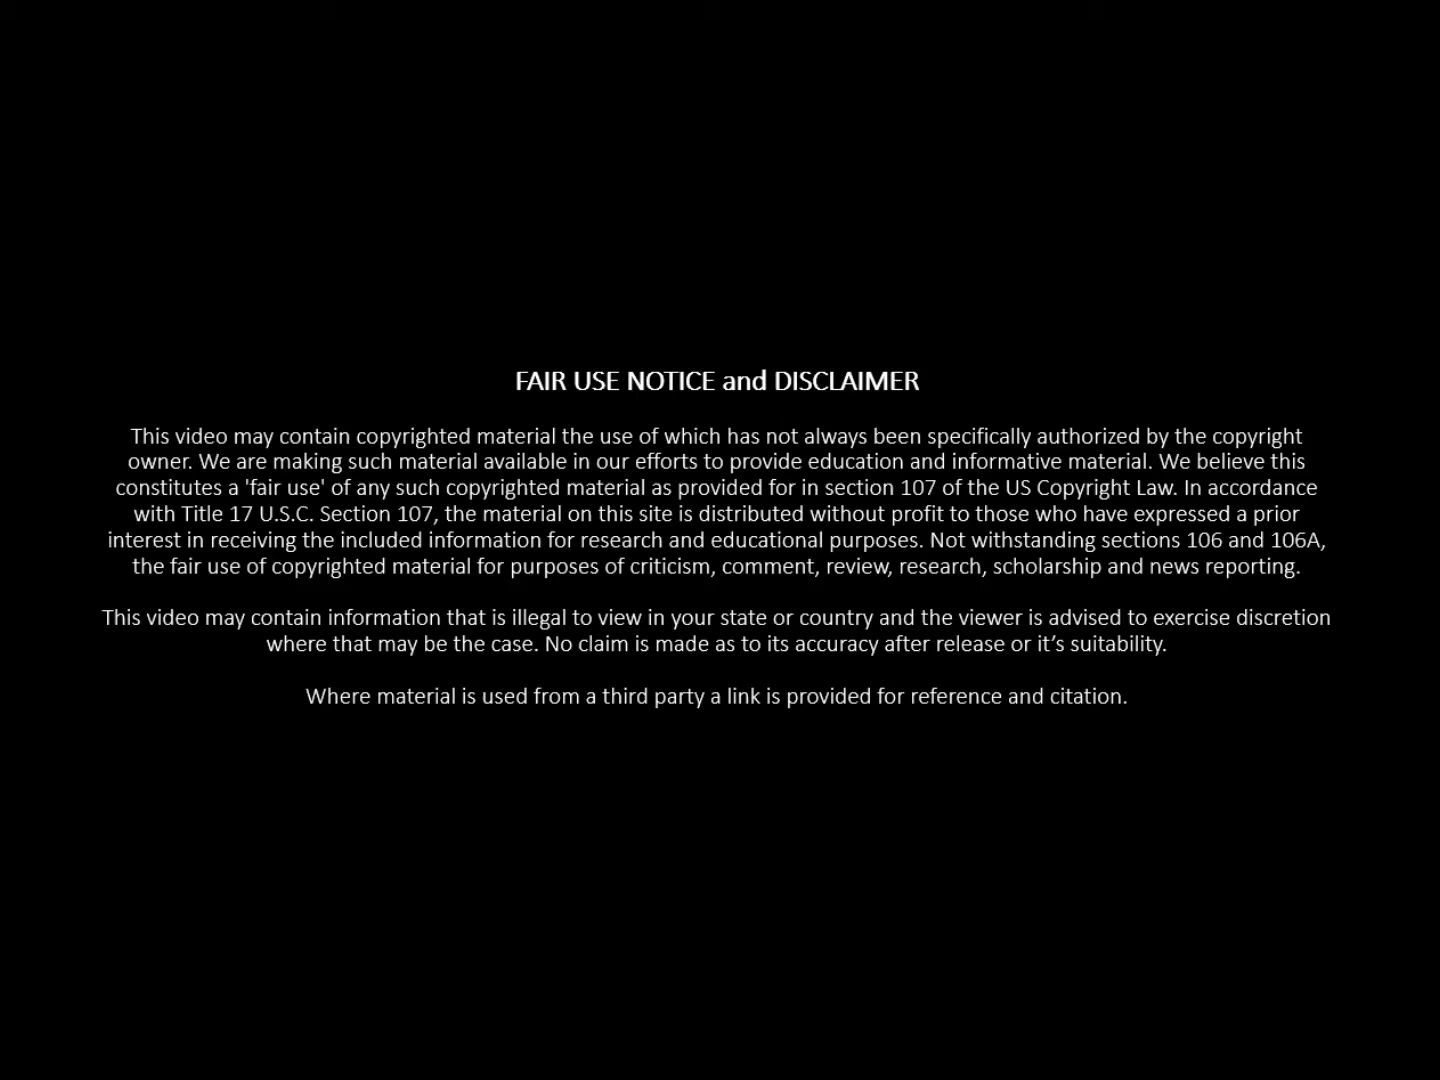 FAIR USE NOTICE and DISCLAIMER
This video may contain copyrighted material the use of which has not always been specifically authorized by the copyright
owner. We are making such material available in our efforts to provide education and informative material. We believe this
constitutes a 'fair use' of any such copyrighted material as provided for in section 107 of the US Copyright Law. In accordance
with Title 17 U.S.C. Section 107, the material on this site is distributed without profit to those who have expressed a prior
interest in receiving the included information for research and educational purposes. Not withstanding sections 106 and 106A,
the fair use of copyrighted material for purposes of criticism, comment, review, research, scholarship and news reporting.
This video may contain information that is illegal to view in your state or country and the viewer is advised to exercise discretion
where that may be the case. No claim is made as to its accuracy after release or it’s suitability.
Where material is used from a third party a link is provided for reference and citation.